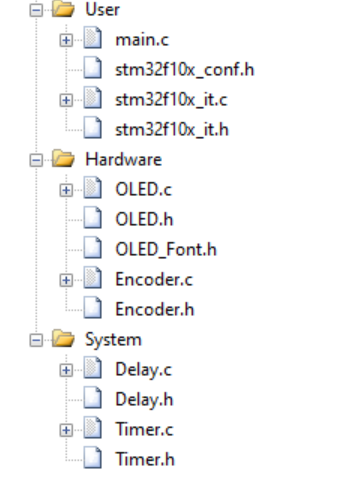 User
main.c
stm32f10x_conf.h
stm32f10x_it.c
stm32f10x_it.h
Hardware
OLED.c
OLED.h
OLED_Font.h
Encoder.c
Encoder.h
System
Delay.c
Delay.h
Timer.c
Timer.h